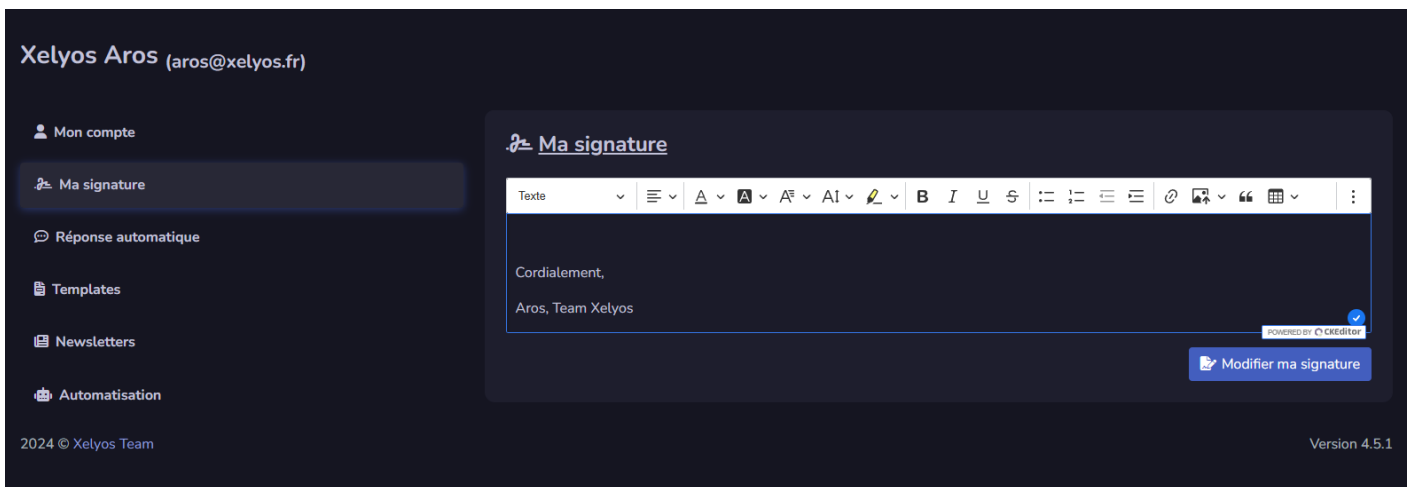 Xelyos Aros (aros@xelyos.fr)
Mon compte
Ma signature
Réponse automatique
Templates
Newsletters
Automatisation
Ma signature
Texte
Cordialement,
Aros, Team Xelyos
POWERED BY CKEditor
Modifier ma signature
2024 © Xelyos Team
Version 4.5.1